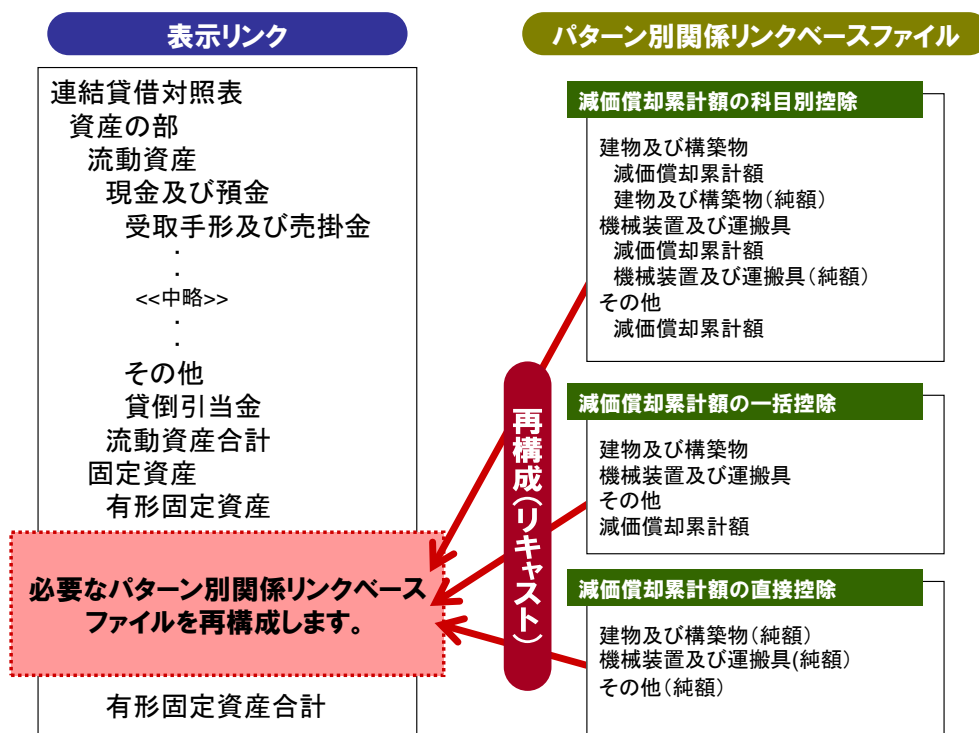 表示リンク
連結貸借対照表
資産の部
流動資産
現金及び預金
受取手形及び売掛金
・
・
<<中略>>
・
・
その他
貸倒引当金
流動資産合計
固定資産
有形固定資産
必要なパターン別関係リンクベース
ファイルを再構成します。
有形固定資産合計
再構成(リキャスト)
パターン別関係リンクベースファイル
減価償却累計額の科目別控除
建物及び構築物
減価償却累計額
建物及び構築物(純額)
機械装置及び運搬具
減価償却累計額
機械装置及び運搬具(純額)
その他
減価償却累計額
減価償却累計額の一括控除
建物及び構築物
機械装置及び運搬具
その他
減価償却累計額
減価償却累計額の直接控除
建物及び構築物(純額)
機械装置及び運搬具(純額)
その他(純額)